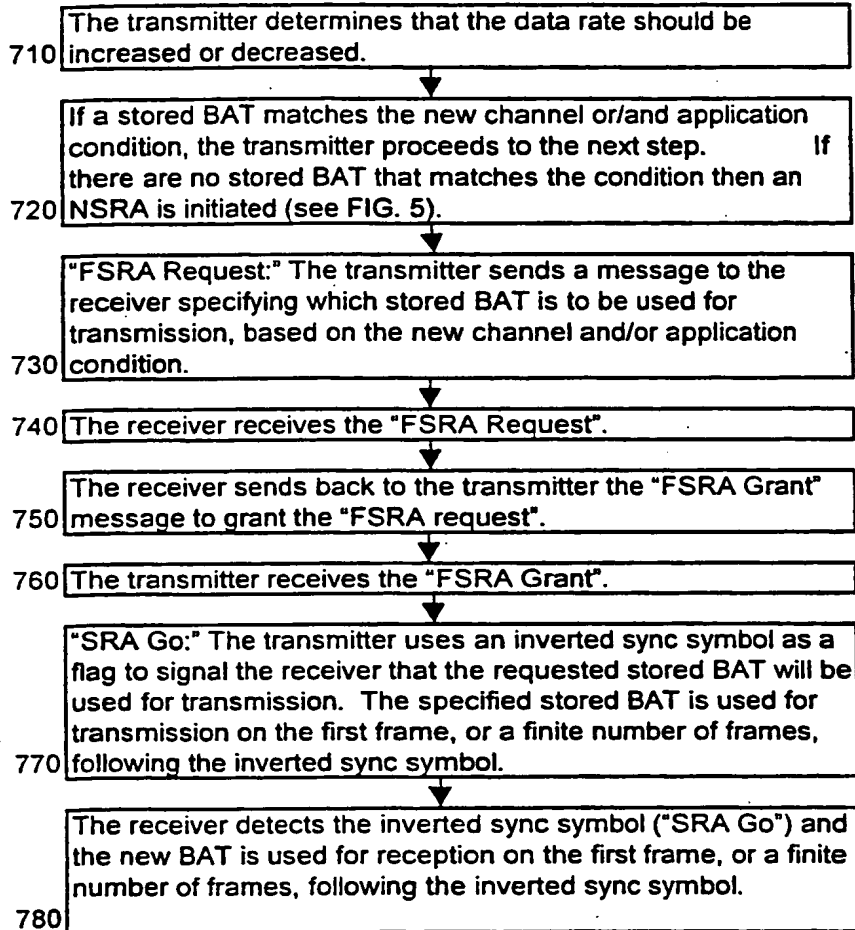 The transmitter determines that the data rate should be
710 increased or decreased.
If a stored BAT matches the new channel or/and application
condition, the transmitter proceeds to the next step. If
there are no stored BAT that matches the condition then an
720 NSRA is initiated (see FIG. 5).
"FSRA Request:" The transmitter sends a message to the
receiver specifying which stored BAT is to be used for
transmission, based on the new channel and/or application
730 condition.
740 The receiver receives the "FSRA Request".
The receiver sends back to the transmitter the "FSRA Grant"
750 message to grant the "FSRA request".
760 The transmitter receives the "FSRA Grant".
"SRA Go:" The transmitter uses an inverted sync symbol as a
flag to signal the receiver that the requested stored BAT will be
used for transmission. The specified stored BAT is used for
transmission on the first frame, or a finite number of frames,
770 following the inverted sync symbol.
The receiver detects the inverted sync symbol ("SRA Go") and
the new BAT is used for reception on the first frame, or a finite
number of frames, following the inverted sync symbol.
780